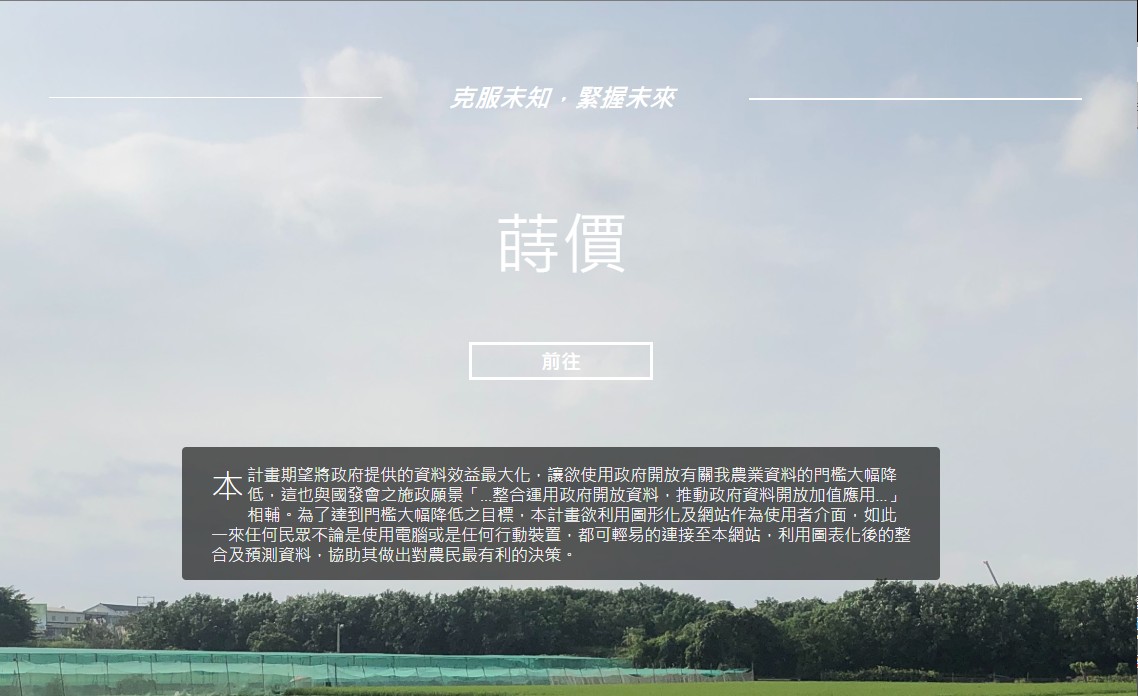 克服未知，緊握未來
蒔價
前往
本計畫期望將政府提供的資料效益最大化，讓欲使用政府開放有關我農業資料的門檻大幅降
低，這也與國發會之施政願景「...整合運用政府開放資料，推動政府資料開放加值應用...」
相輔。為了達到門檻大幅降低之目標，本計畫欲利用圖形化及網站作為使用者介面，如此
一來任何民眾不論是使用電腦或是任何行動裝置，都可輕易的連接至本網站，利用圖表化後的整
合及預測資料，協助其做出對農民最有利的決策。